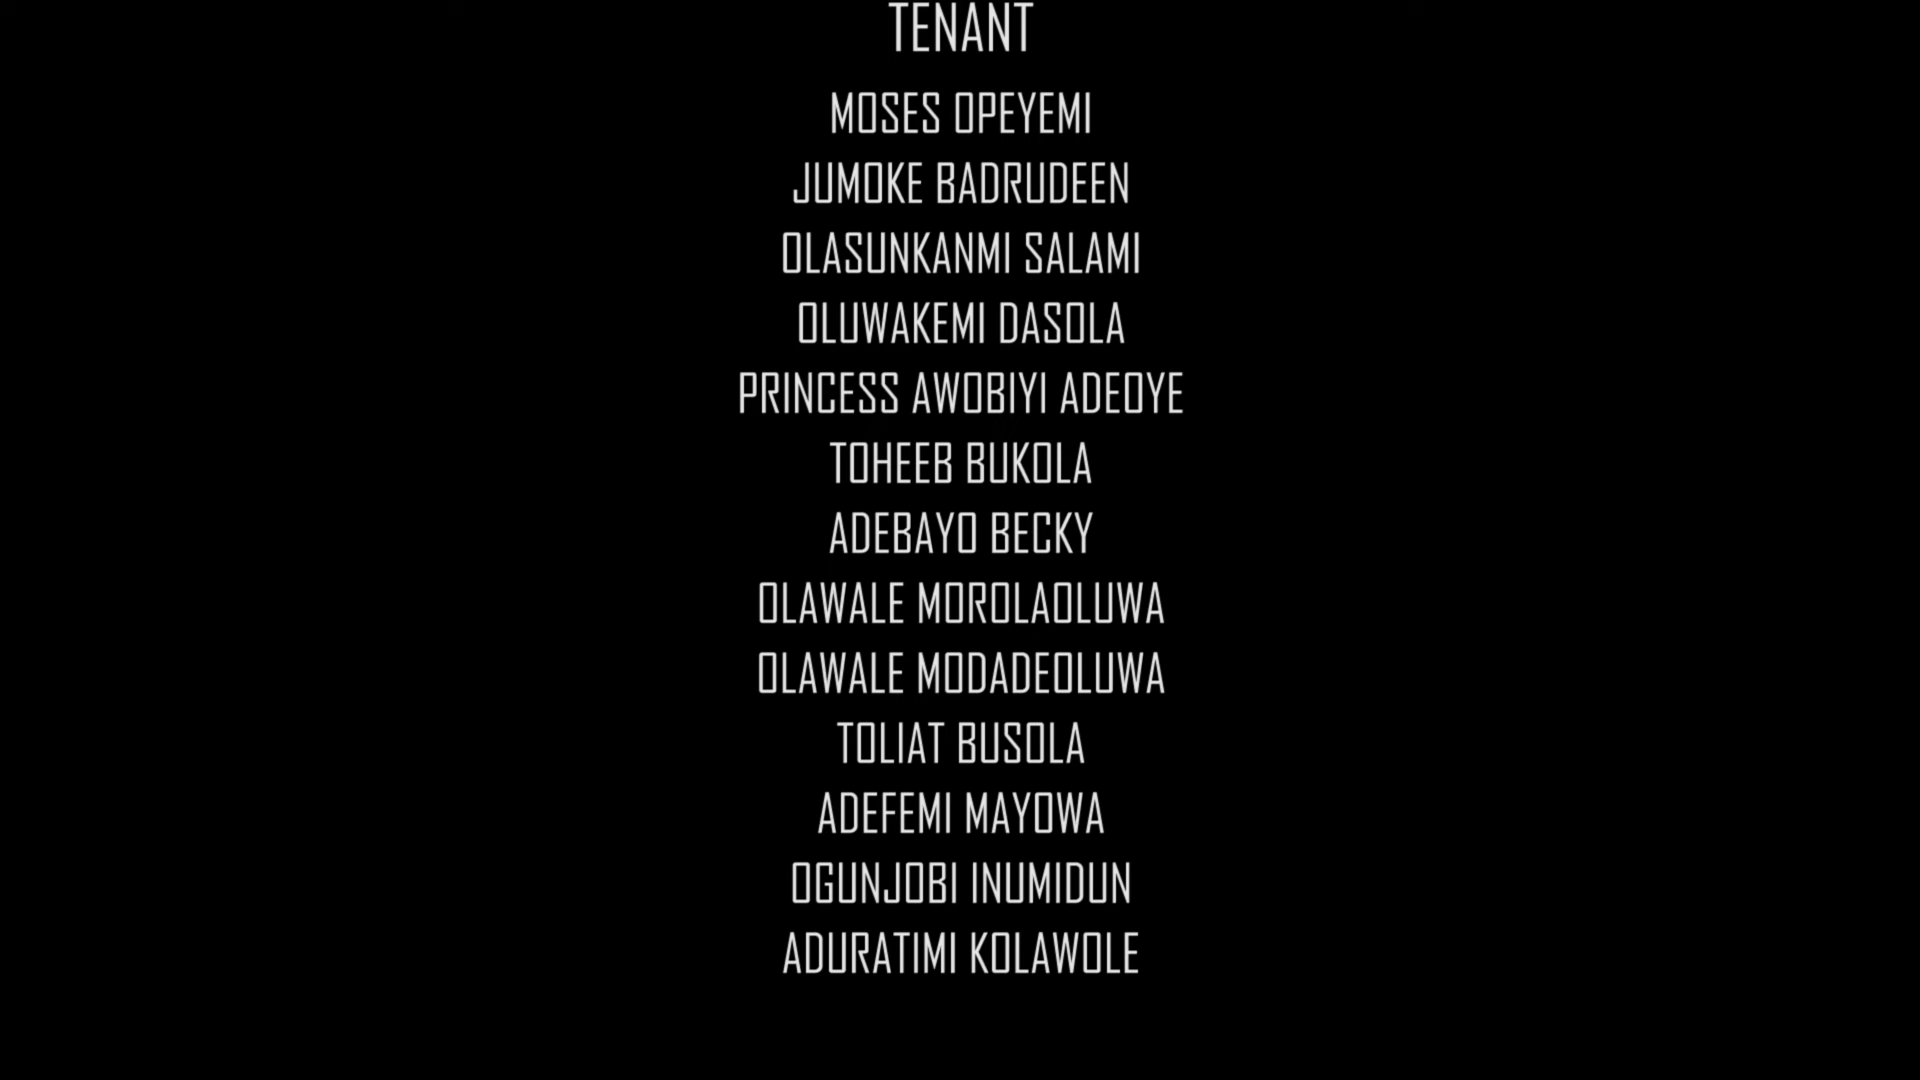 TENANT
MOSES OPEYEMI
JUMOKE BADRUDEEN
OLASUNKANMI SALAMI
OLUWAKEMI DASOLA
PRINCESS AWOBIYI ADEOYE
TOHEEB BUKOLA
ADEBAYO BECKY
OLAWALE MOROLAOLUWA
OLAWALE MODADEOLUWA
TOLIAT BUSOLA
ADEFEMI MAYOWA
OGUNJOBI INUMIDUN
ADURATIMI KOLAWOLE